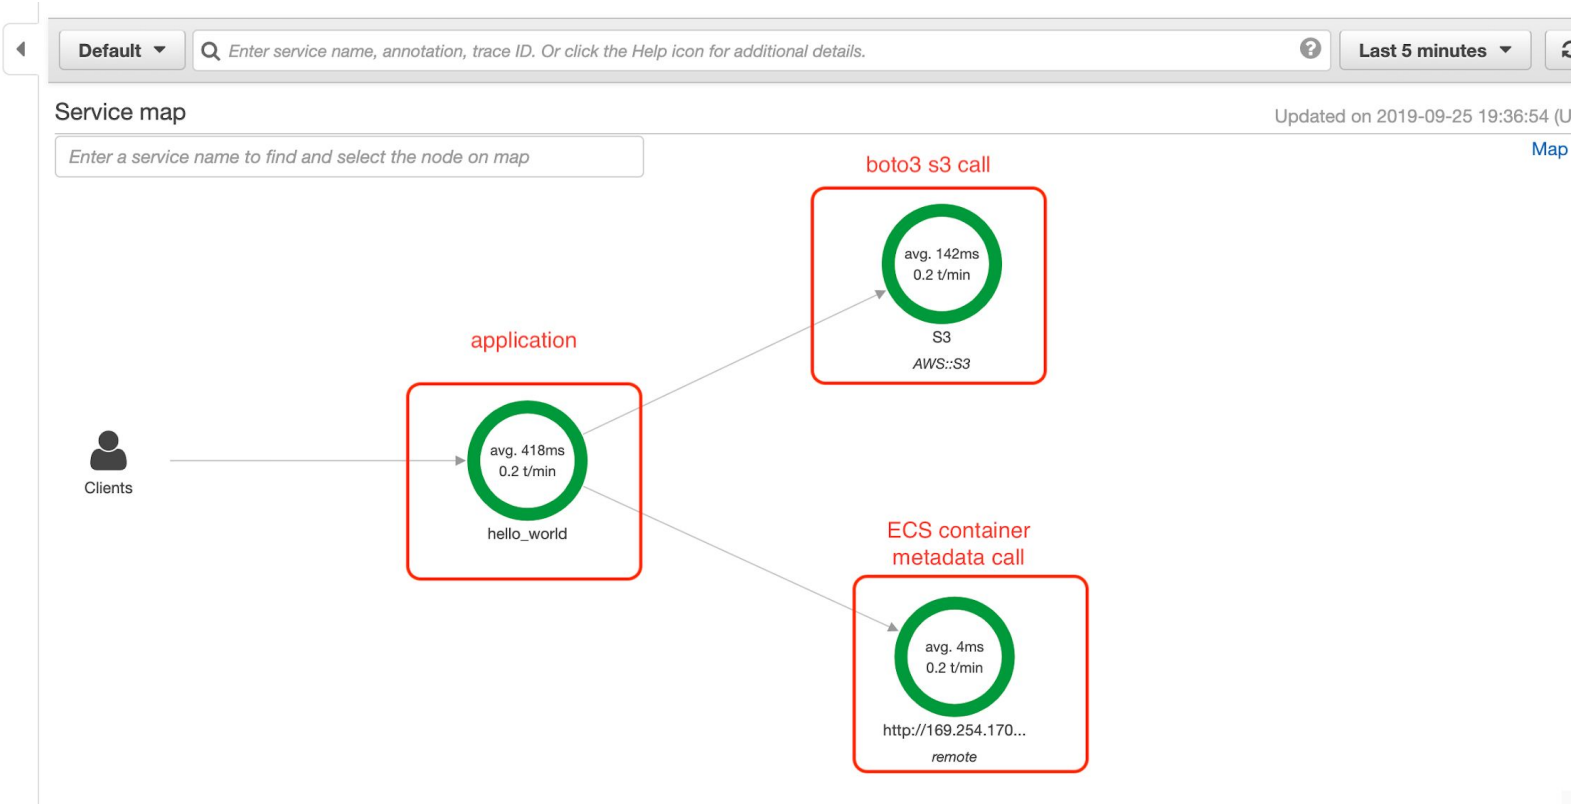 Default
Enter service name, annotation, trace ID. Or click the Help icon for additional details.
?
Last 5 minutes
Service map
Updated on 2019-09-25 19:36:54 (U
Enter a service name to find and select the node on map
Map
boto3 s3 call
avg. 142ms
0.2 t/min
S3
AWS::S3
application
avg. 418ms
0.2 t/min
hello_world
Clients
ECS container
metadata call
avg. 4ms
0.2 t/min
http://169.254.170...
remote